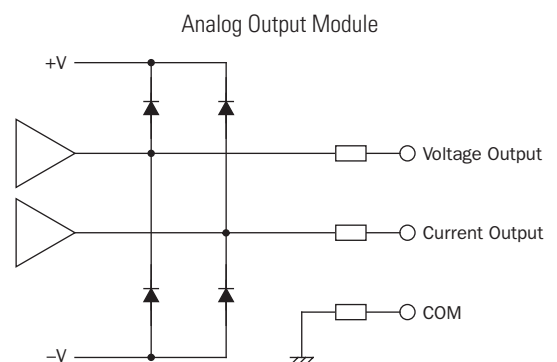 Analog Output Module
+V
Voltage Output
Current Output
COM
–V